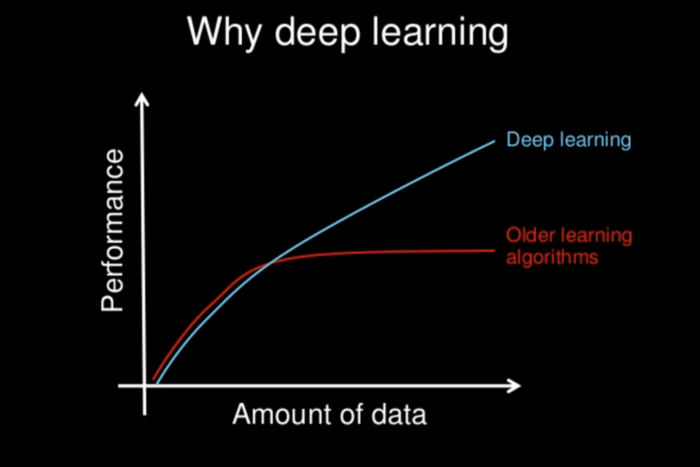 Why deep learning
Performance
Deep learning
Older learning
algorithms
Amount of data